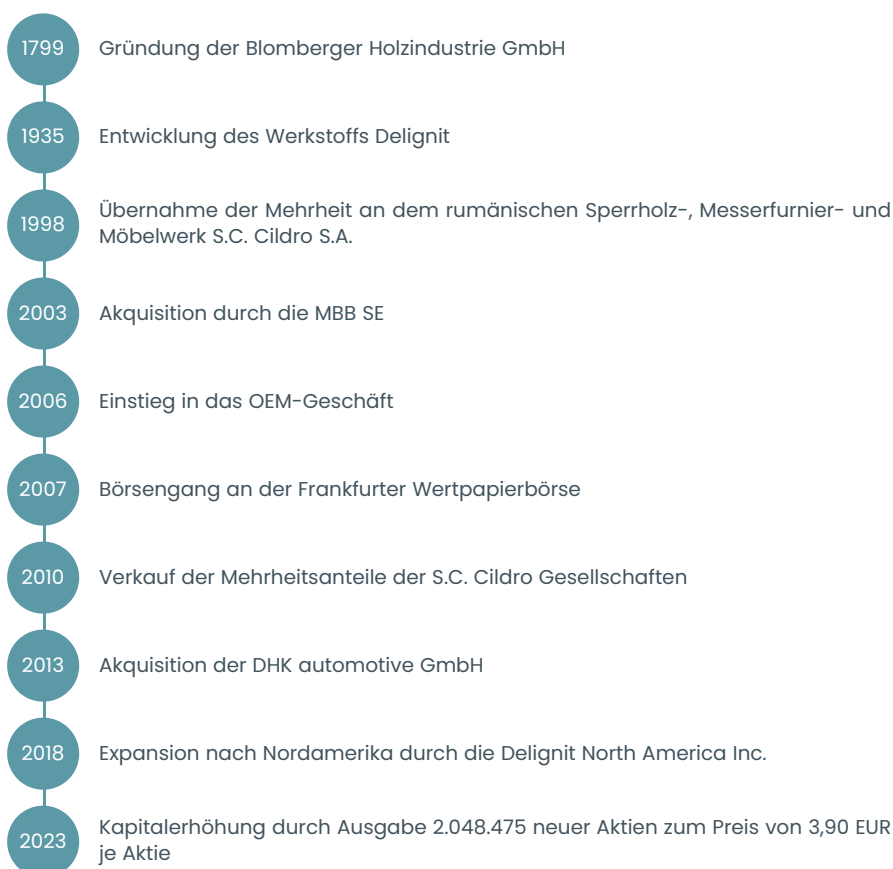 1799 Gründung der Blomberger Holzindustrie GmbH
1935 Entwicklung des Werkstoffs Delignit
1998 Übernahme der Mehrheit an dem rumänischen Sperrholz-, Messerfurnier- und
Möbelwerk S.C. Cildro S.A.
2003 Akquisition durch die MBB SE
2006 Einstieg in das OEM-Geschäft
2007 Börsengang an der Frankfurter Wertpapierbörse
2010 Verkauf der Mehrheitsanteile der S.C. Cildro Gesellschaften
2013 Akquisition der DHK automotive GmbH
2018 Expansion nach Nordamerika durch die Delignit North America Inc.
2023 Kapitalerhöhung durch Ausgabe 2.048.475 neuer Aktien zum Preis von 3,90 EUR
je Aktie